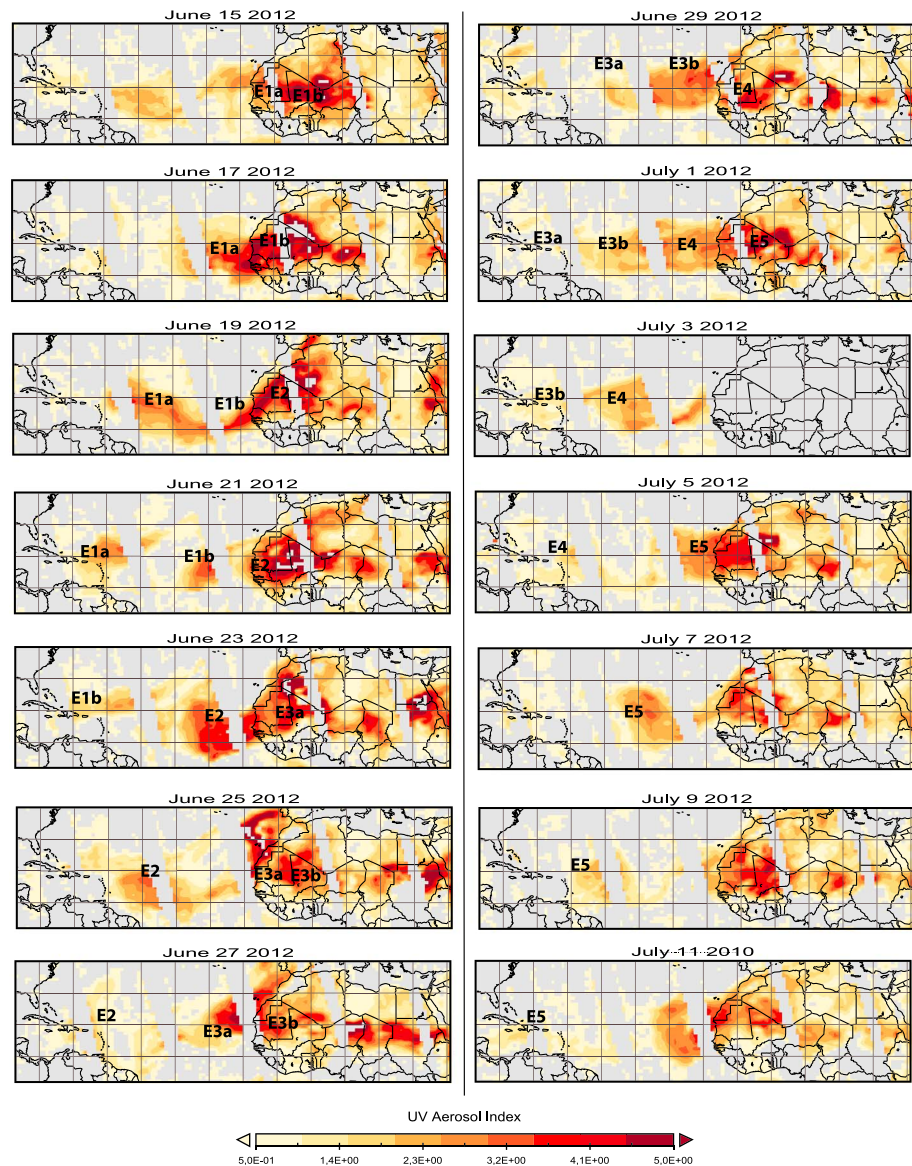 June 15 2012
E1a
E1b
June 17 2012
E1a
E1b
June 19 2012
E1a
E1b
E2
June 21 2012
E1a
E1b
E2
June 23 2012
E1b
E2
E3a
June 25 2012
E2
E3a
E3b
June 27 2012
E2
E3a
E3b
June 29 2012
E3a
E3b
E4
July 1 2012
E3a
E3b
E4
E5
July 3 2012
E3b
E4
July 5 2012
E4
E5
July 7 2012
E5
July 9 2012
E5
July 11 2010
E5
UV Aerosol Index
5,0E-01 1,4E+00 2,3E+00 3,2E+00 4,1E+00 5,0E+00